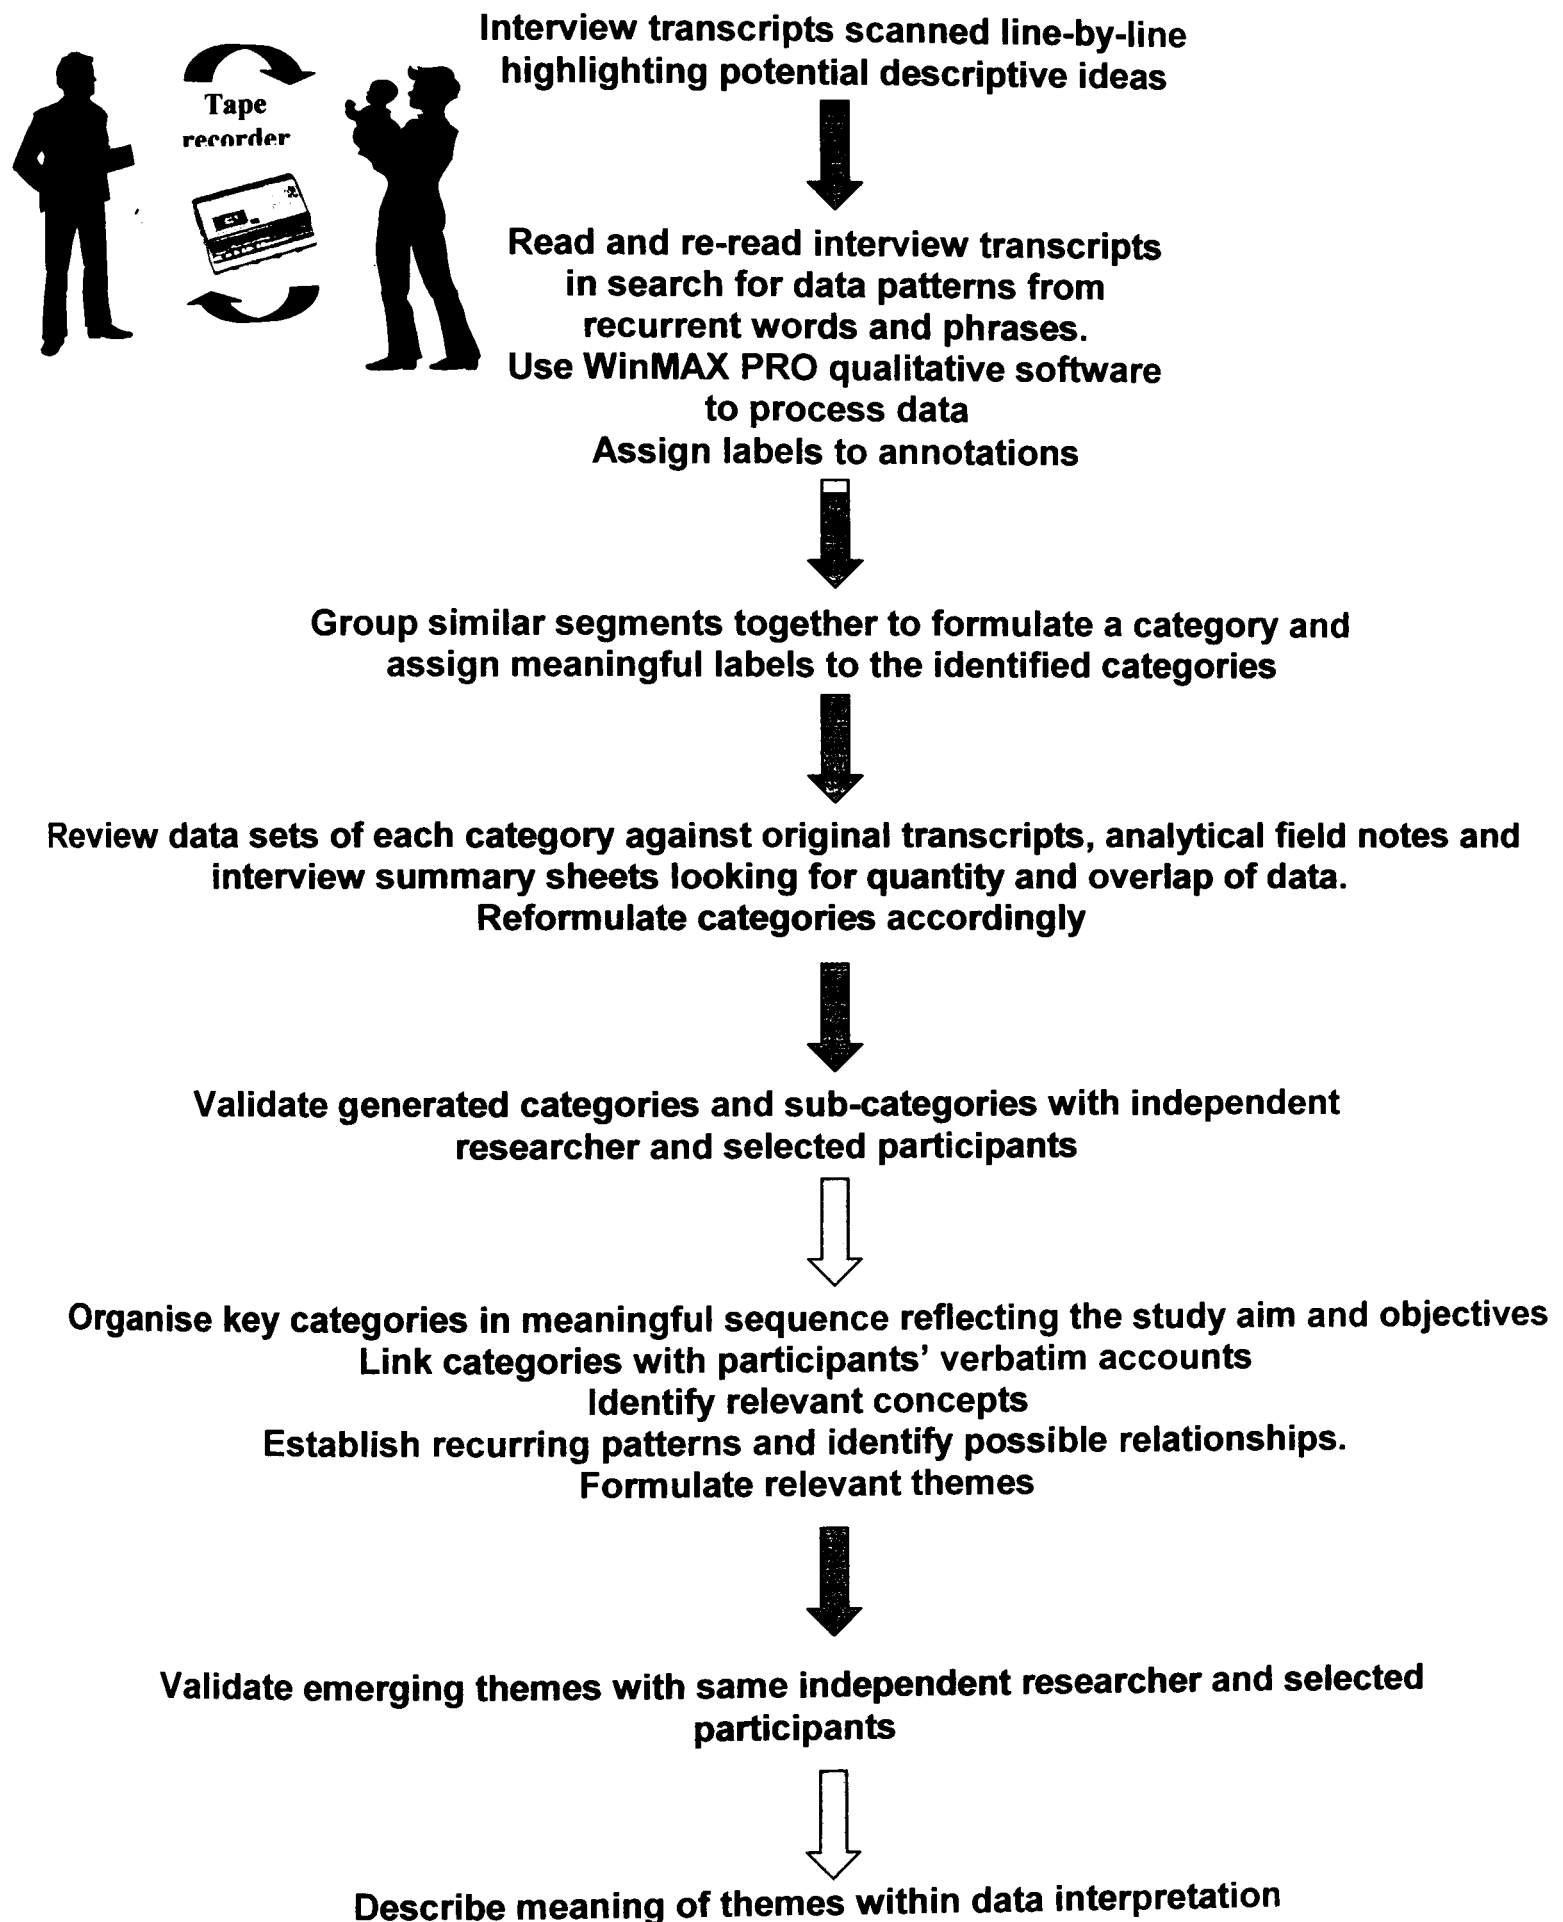 Interview transcripts scanned line-by-line
highlighting potential descriptive ideas
Tape
recorder
Read and re-read interview transcripts
in search for data patterns from
recurrent words and phrases.
Use WinMAX PRO qualitative software
to process data
Assign labels to annotations
Group similar segments together to formulate a category and
assign meaningful labels to the identified categories
Review data sets of each category against original transcripts, analytical field notes and
interview summary sheets looking for quantity and overlap of data.
Reformulate categories accordingly
Validate generated categories and sub-categories with independent
researcher and selected participants
Organise key categories in meaningful sequence reflecting the study aim and objectives
Link categories with participants’ verbatim accounts
Identify relevant concepts
Establish recurring patterns and identify possible relationships.
Formulate relevant themes
Validate emerging themes with same independent researcher and selected
participants
Describe meaning of themes within data interpretation